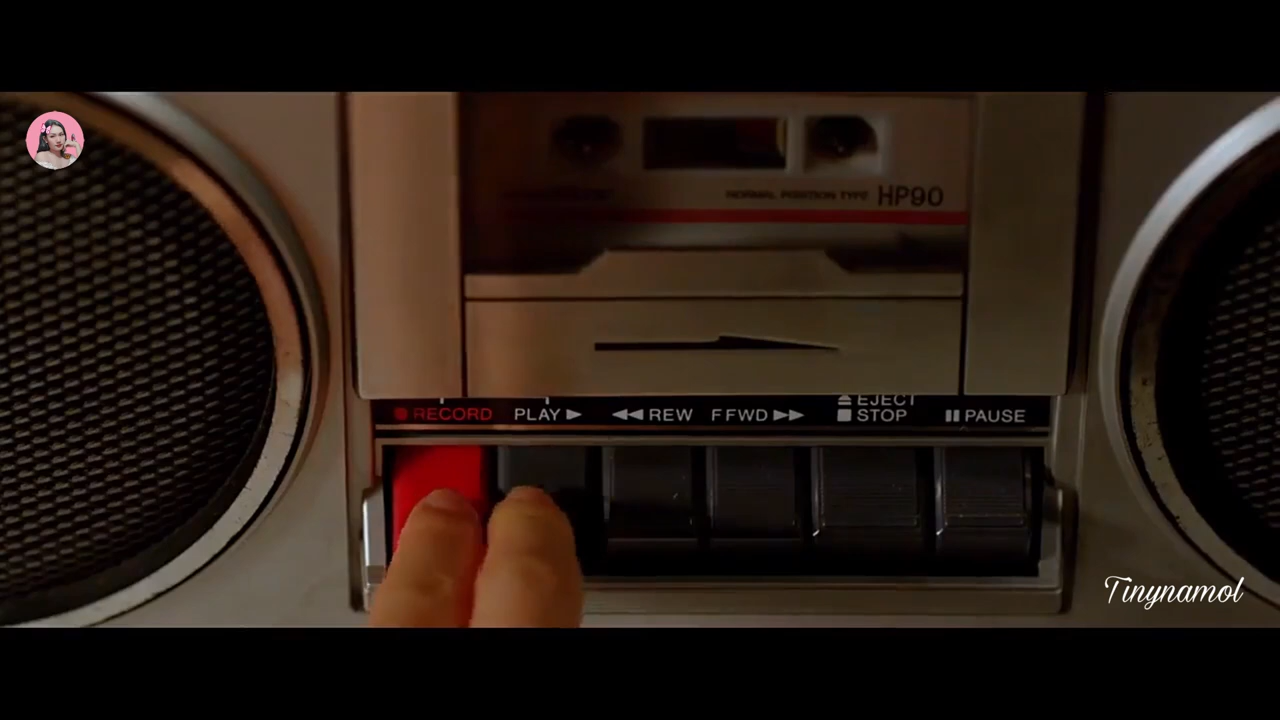 NORMAL POSITION TYPE HP90
RECORD PLAY REW F FWD EJECT STOP PAUSE
Tinynamol